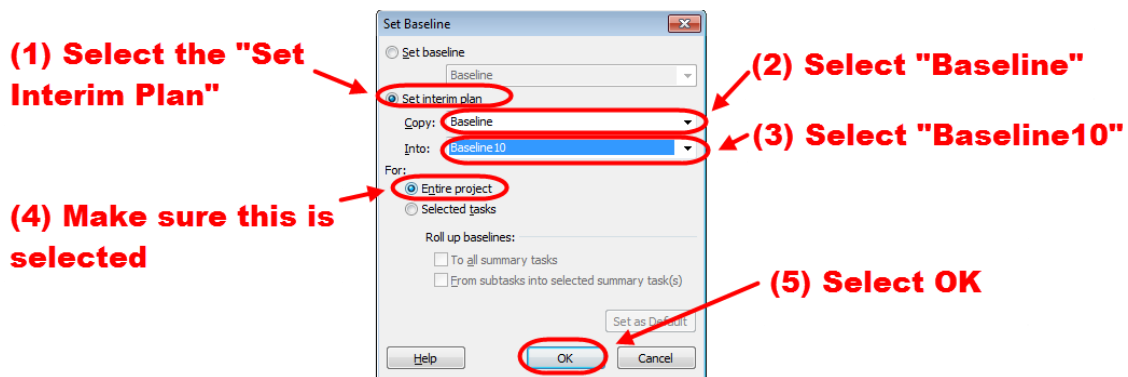 Set Baseline
Set baseline
Baseline
(1) Select the "Set
Interim Plan"
Set interim plan
Copy: Baseline
(2) Select "Baseline"
Into: Baseline10
(3) Select "Baseline10"
For:
Entire project
(4) Make sure this is
selected
Selected tasks
Roll up baselines:
To all summary tasks
From subtasks into selected summary task(s)
(5) Select OK
Set as Default
Help
OK
Cancel